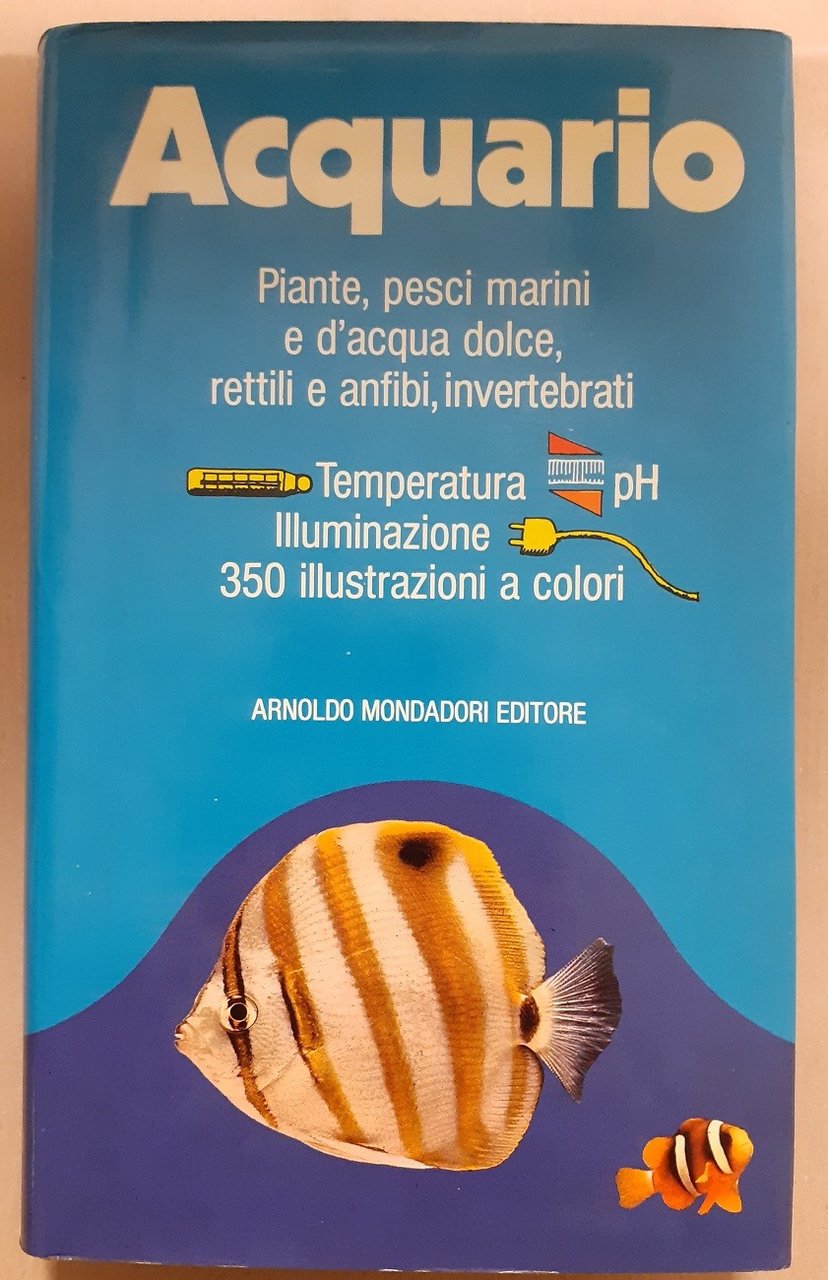 Acquario
Piante, pesci marini
e d'acqua dolce,
rettili e anfibi, invertebrati
Temperatura pH
Illuminazione
350 illustrazioni a colori
ARNOLDO MONDADORI EDITORE